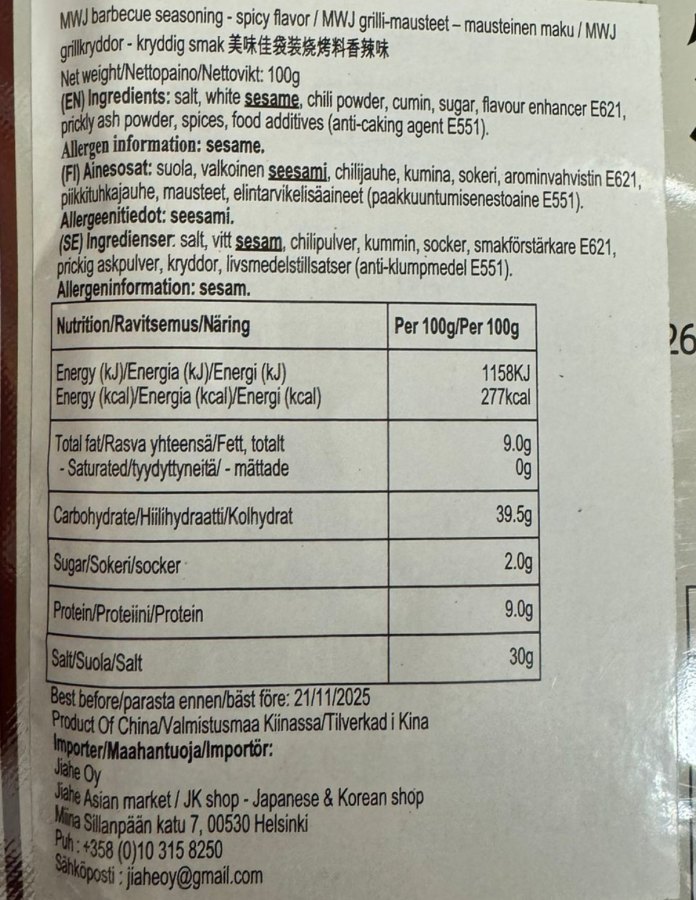 MWJ barbecue seasoning - spicy flavor / MWJ grilli-mausteet – mausteinen maku / MWJ
grillkryddor - kryddig smak 美味佳袋装烧烤料香辣味
Net weight/Nettopaino/Nettovikt: 100g
(EN) Ingredients: salt, white sesame, chili powder, cumin, sugar, flavour enhancer E621,
prickly ash powder, spices, food additives (anti-caking agent E551).
Allergen information: sesame.
(FI) Ainesosat: suola, valkoinen seesami, chilijauhe, kumina, sokeri, arominvahvistin E621,
piikkituhkajauhe, mausteet, elintarvikelisäaineet (paakkuuntumisenestoaine E551).
Allergeenitiedot: seesami.
(SE) Ingredienser: salt, vitt sesam, chilipulver, kummin, socker, smakförstärkare E621,
prickig askpulver, kryddor, livsmedelstillsatser (anti-klumpmedel E551).
Allergeninformation: sesam.
Nutrition/Ravitsemus/Näring Per 100g/Per 100g
Energy (kJ)/Energia (kJ)/Energi (kJ) 1158KJ
Energy (kcal)/Energia (kcal)/Energi (kcal) 277kcal
Total fat/Rasva yhteensä/Fett, totalt 9.0g
- Saturated/tyydyttyneitä/ - mättade 0g
Carbohydrate/Hiilihydraatti/Kolhydrat 39.5g
Sugar/Sokeri/socker 2.0g
Protein/Proteiini/Protein 9.0g
Salt/Suola/Salt 30g
Best before/parasta ennen/bäst före: 21/11/2025
Product Of China/Valmistusmaa Kiinassa/Tilverkad i Kina
Importer/Maahantuoja/Importör:
Jiahe Oy
Jiahe Asian market / JK shop - Japanese & Korean shop
Miina Sillanpään katu 7, 00530 Helsinki
Puh : +358 (0)10 315 8250
Sähköposti : jiaheoy@gmail.com
26